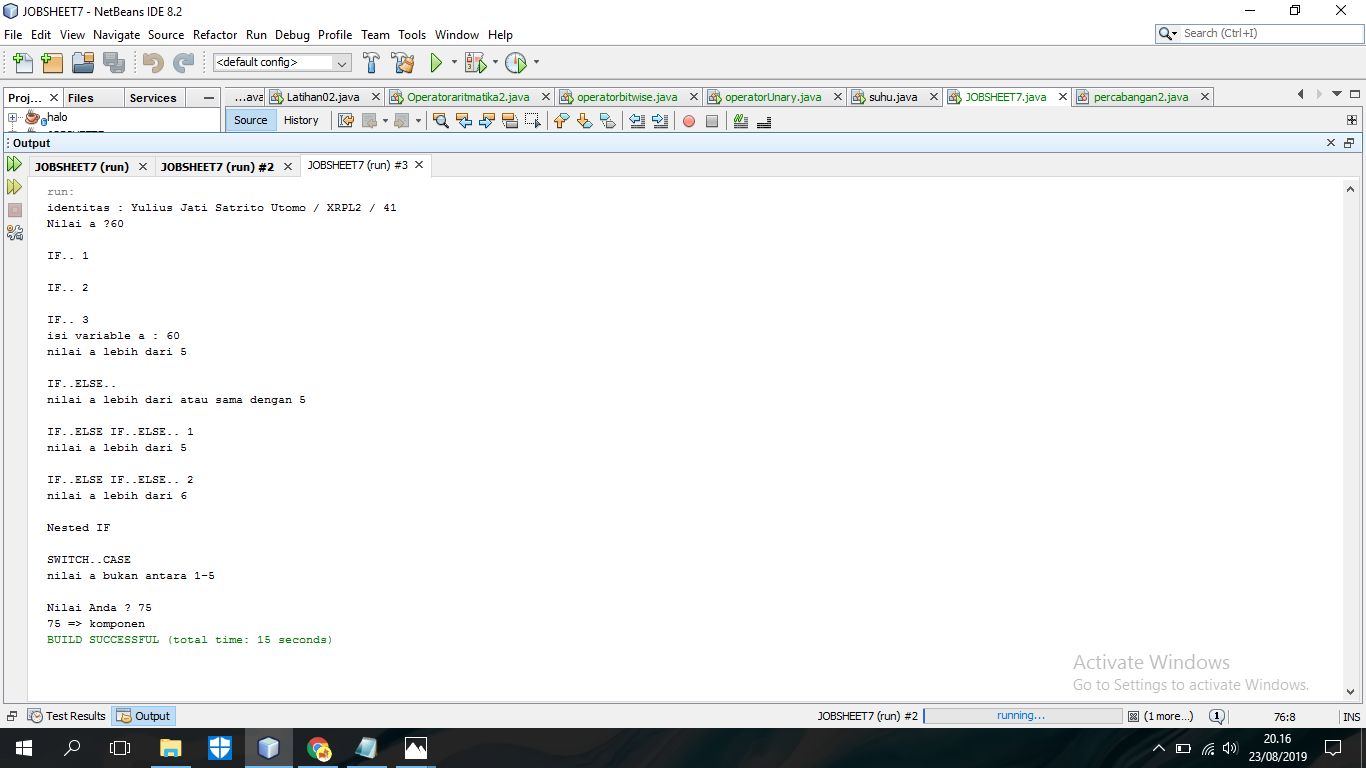 JOBSHEET7 - NetBeans IDE 8.2
File Edit View Navigate Source Refactor Run Debug Profile Team Tools Window Help
Search (Ctrl+I)
<default config>
Proj... Files Services
...ava Latihan02.java Operatoraritmatika2.java operatorbitwise.java operatorUnary.java suhu.java JOBSHEET7.java percabangan2.java
halo
Source History
Output
JOBSHEET7 (run) JOBSHEET7 (run) #2 JOBSHEET7 (run) #3
run:
identitas : Yulius Jati Satrito Utomo / XRPL2 / 41
Nilai a ?60
IF.. 1
IF.. 2
IF.. 3
isi variable a : 60
nilai a lebih dari 5
IF..ELSE..
nilai a lebih dari atau sama dengan 5
IF..ELSE IF..ELSE.. 1
nilai a lebih dari 5
IF..ELSE IF..ELSE.. 2
nilai a lebih dari 6
Nested IF
SWITCH..CASE
nilai a bukan antara 1-5
Nilai Anda ? 75
75 => komponen
BUILD SUCCESSFUL (total time: 15 seconds)
Activate Windows
Go to Settings to activate Windows.
Test Results Output JOBSHEET7 (run) #2 running... (1 more...) 1 76:8 INS
20.16
23/08/2019